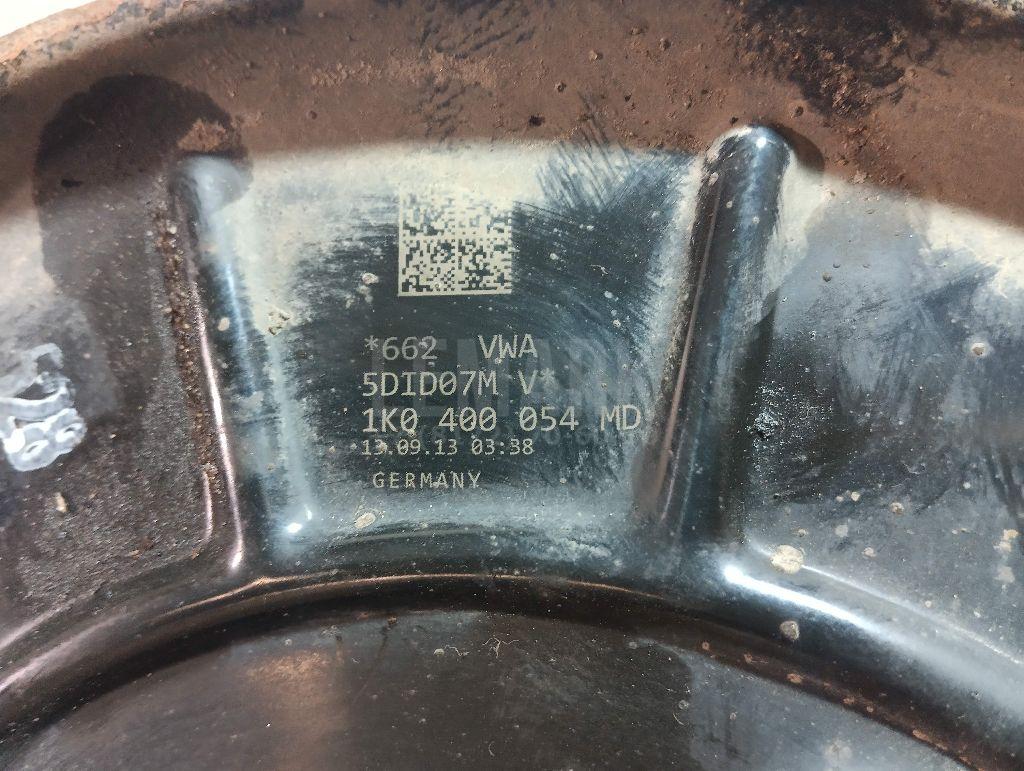 *662 VWA
5DID07M V*
1K0 400 054 MD
13.09.13 03:38
GERMANY